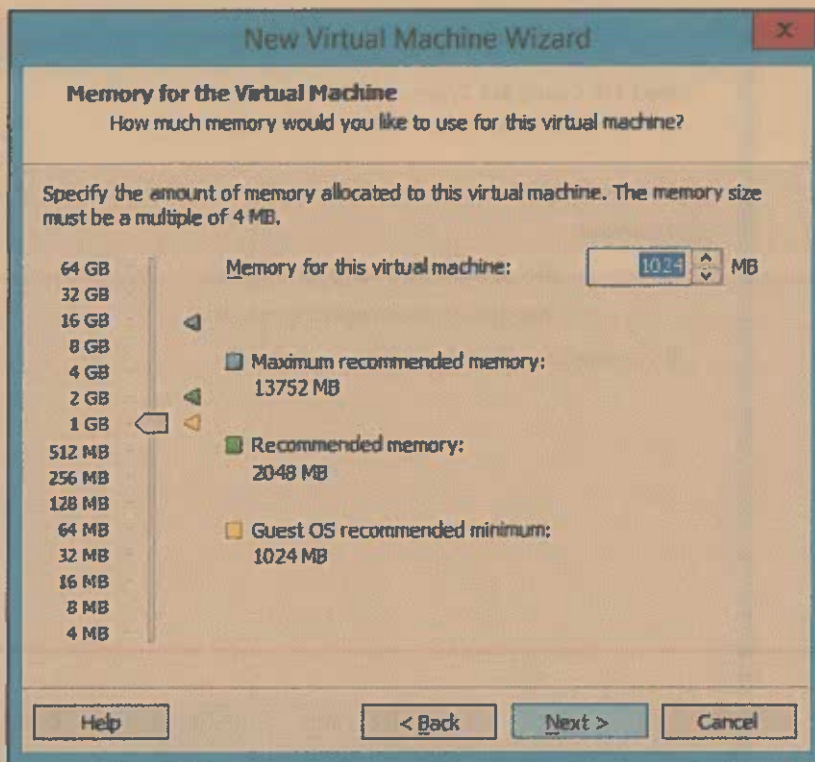 New Virtual Machine Wizard
x
Memory for the Virtual Machine
How much memory would you like to use for this virtual machine?
Specify the amount of memory allocated to this virtual machine. The memory size
must be a multiple of 4 MB.
64 GB
32 GB
16 GB
8 GB
4 GB
2 GB
1 GB
512 MB
256 MB
128 MB
64 MB
32 MB
16 MB
8 MB
4 MB
Memory for this virtual machine:
1024 MB
Maximum recommended memory:
13752 MB
Recommended memory:
2048 MB
Guest OS recommended minimum:
1024 MB
Help
< Back
Next >
Cancel